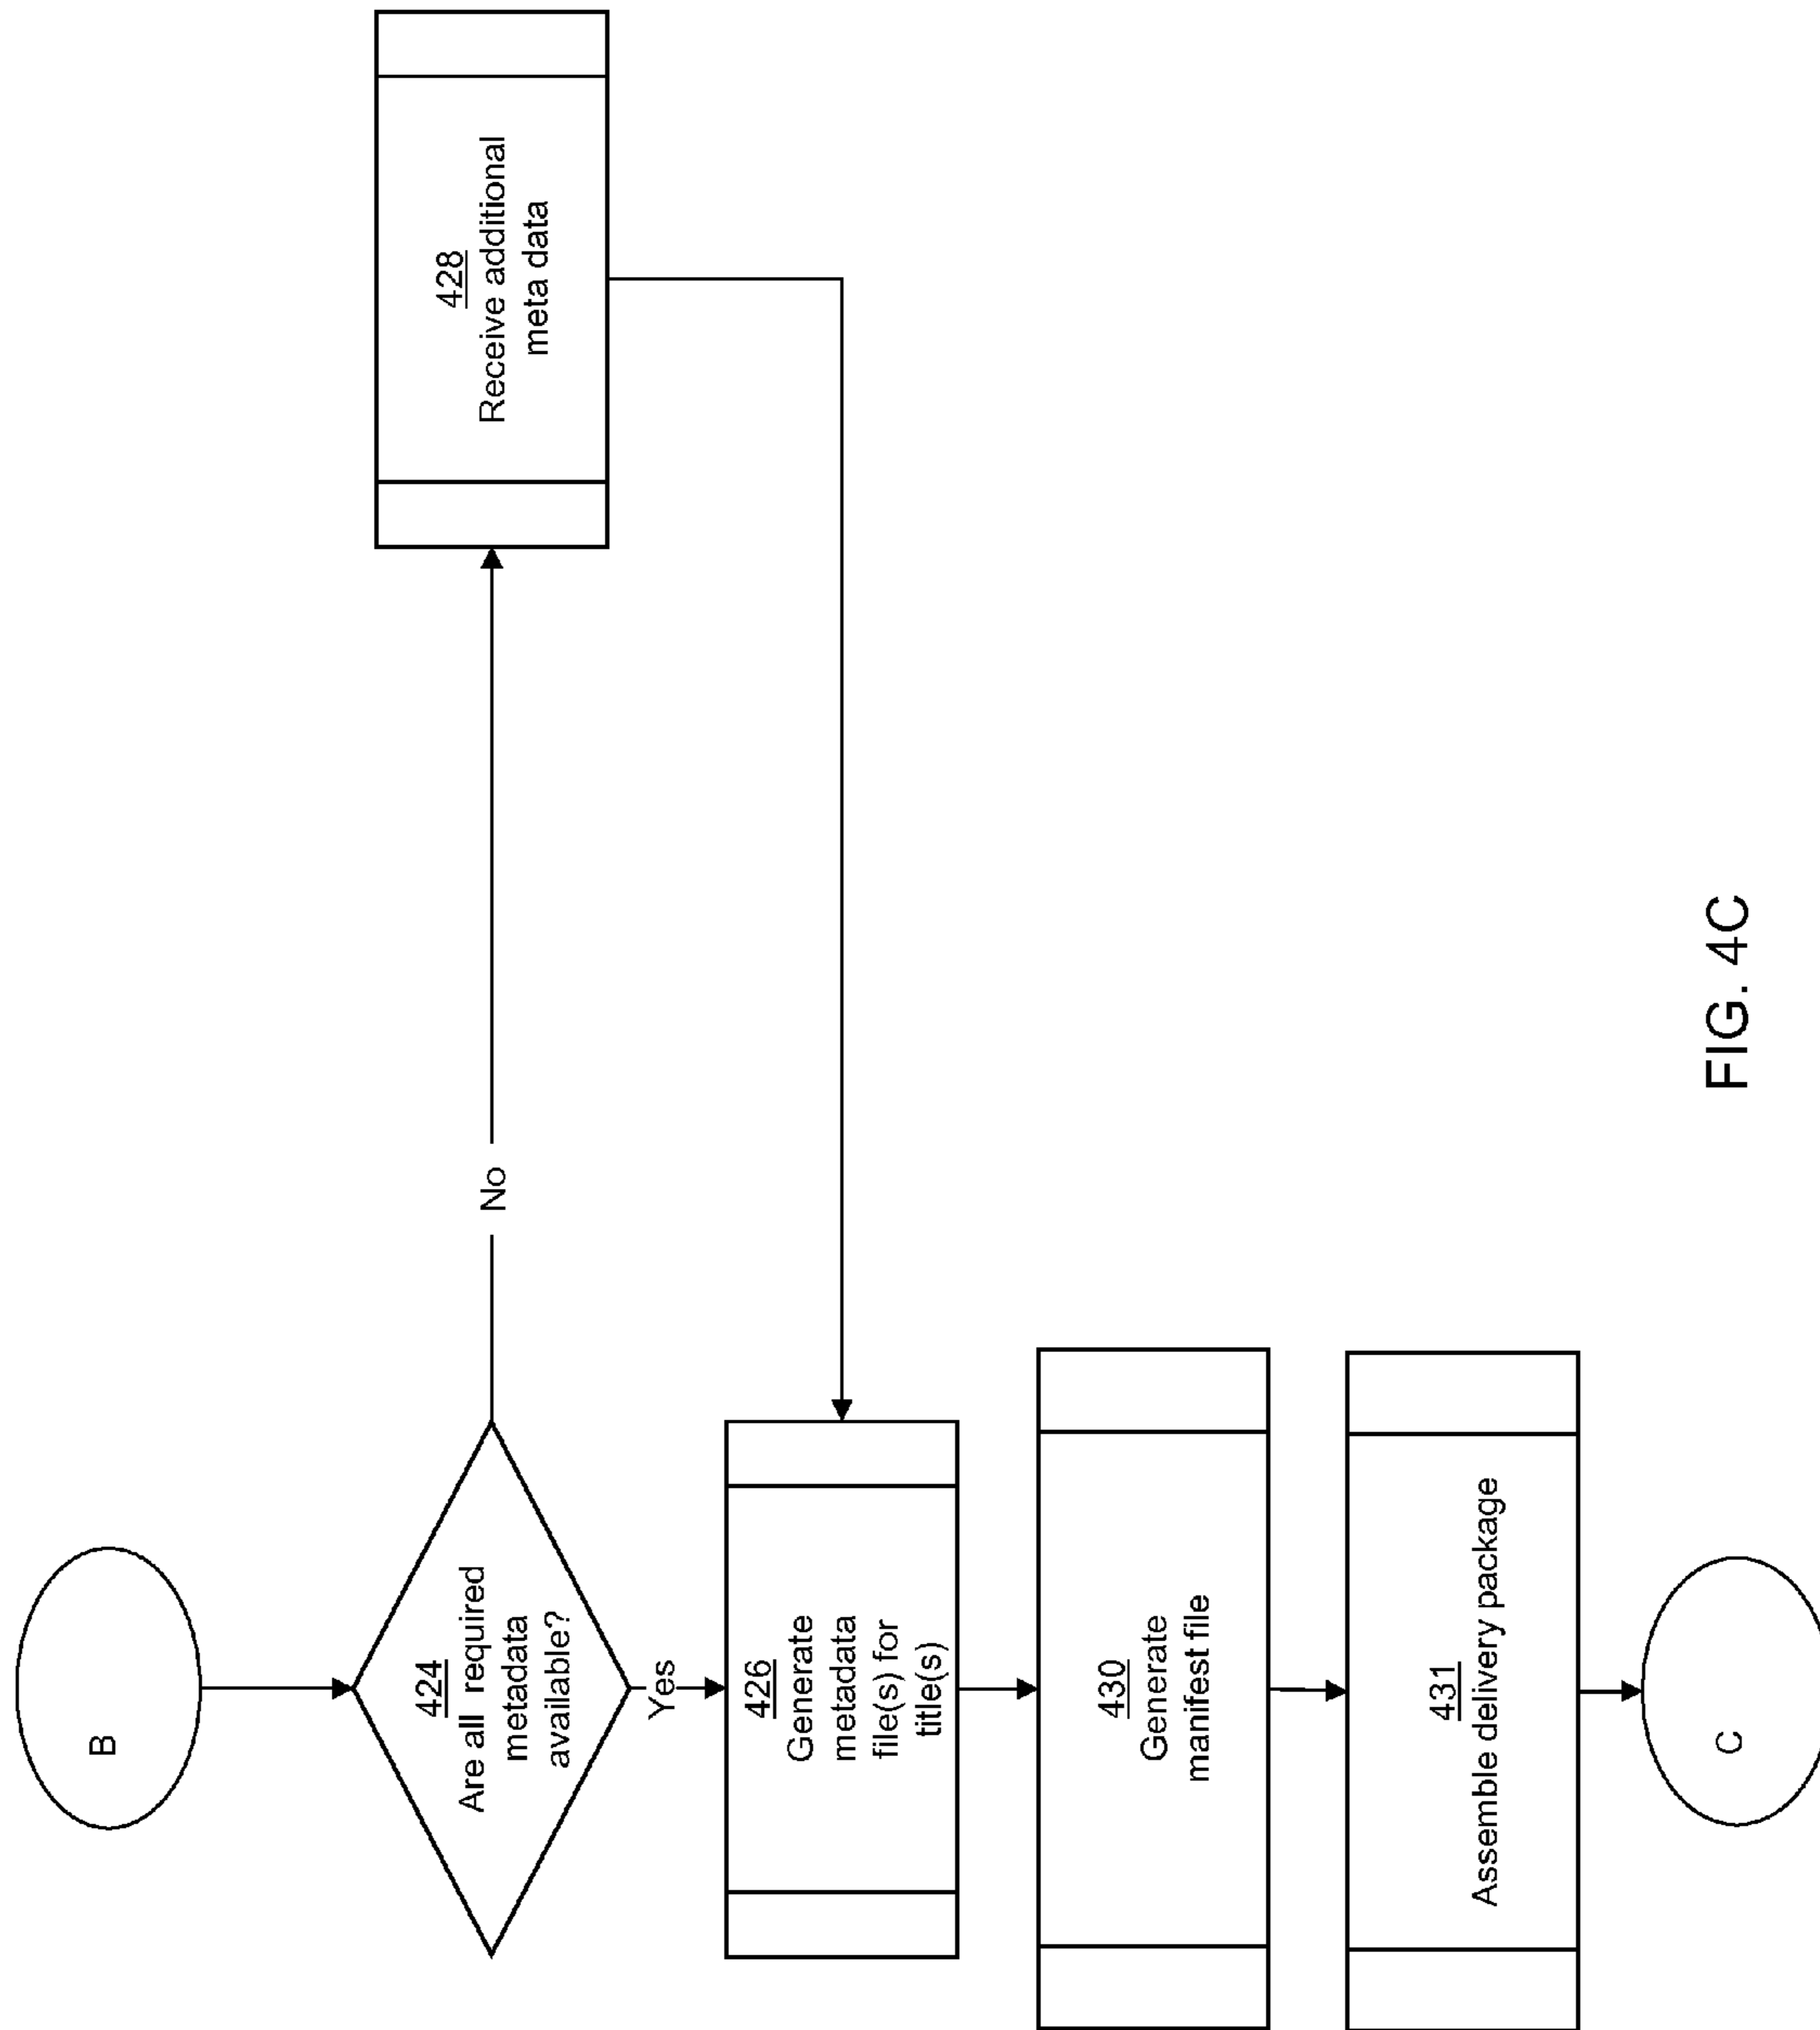 B
424
Are all required
metadata
available?
No
428
Receive additional
meta data
Yes
426
Generate
metadata
file(s) for
title(s)
430
Generate
manifest file
431
Assemble delivery package
C
FIG. 4C